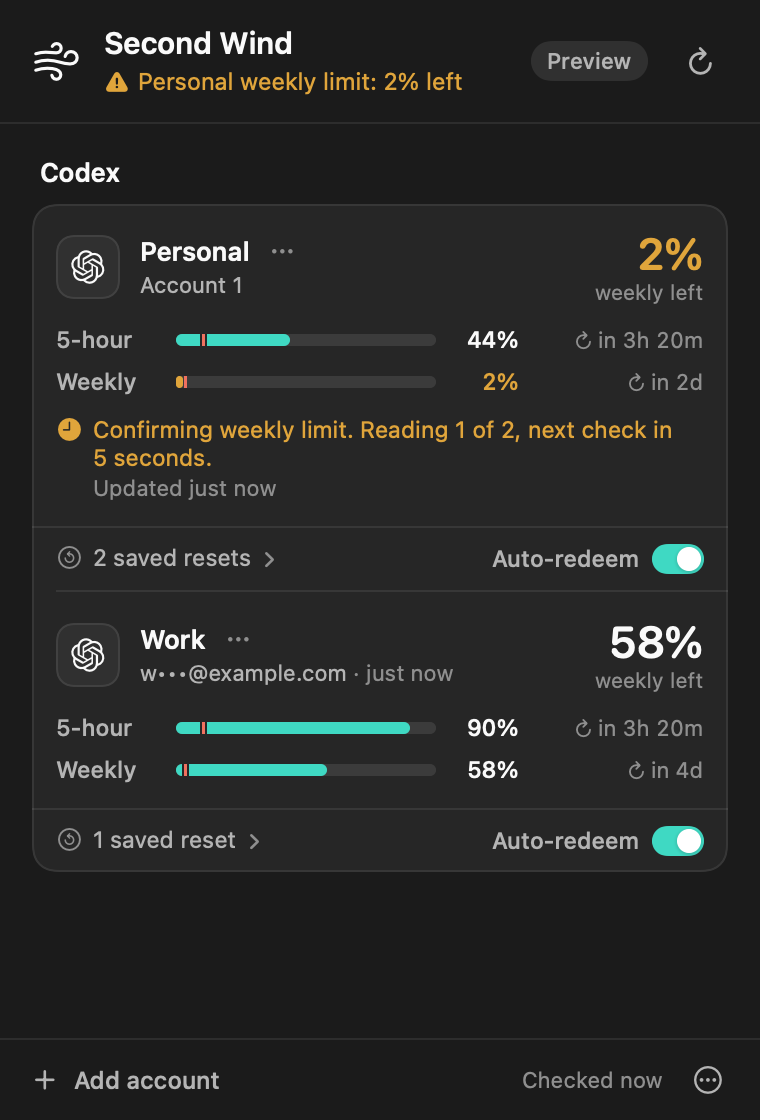 Second Wind
Personal weekly limit: 2% left
Preview
Codex
Personal
Account 1
2%
weekly left
5-hour 44% in 3h 20m
Weekly 2% in 2d
Confirming weekly limit. Reading 1 of 2, next check in
5 seconds.
Updated just now
2 saved resets
Auto-redeem
Work
w•••@example.com · just now
58%
weekly left
5-hour 90% in 3h 20m
Weekly 58% in 4d
1 saved reset
Auto-redeem
Add account
Checked now